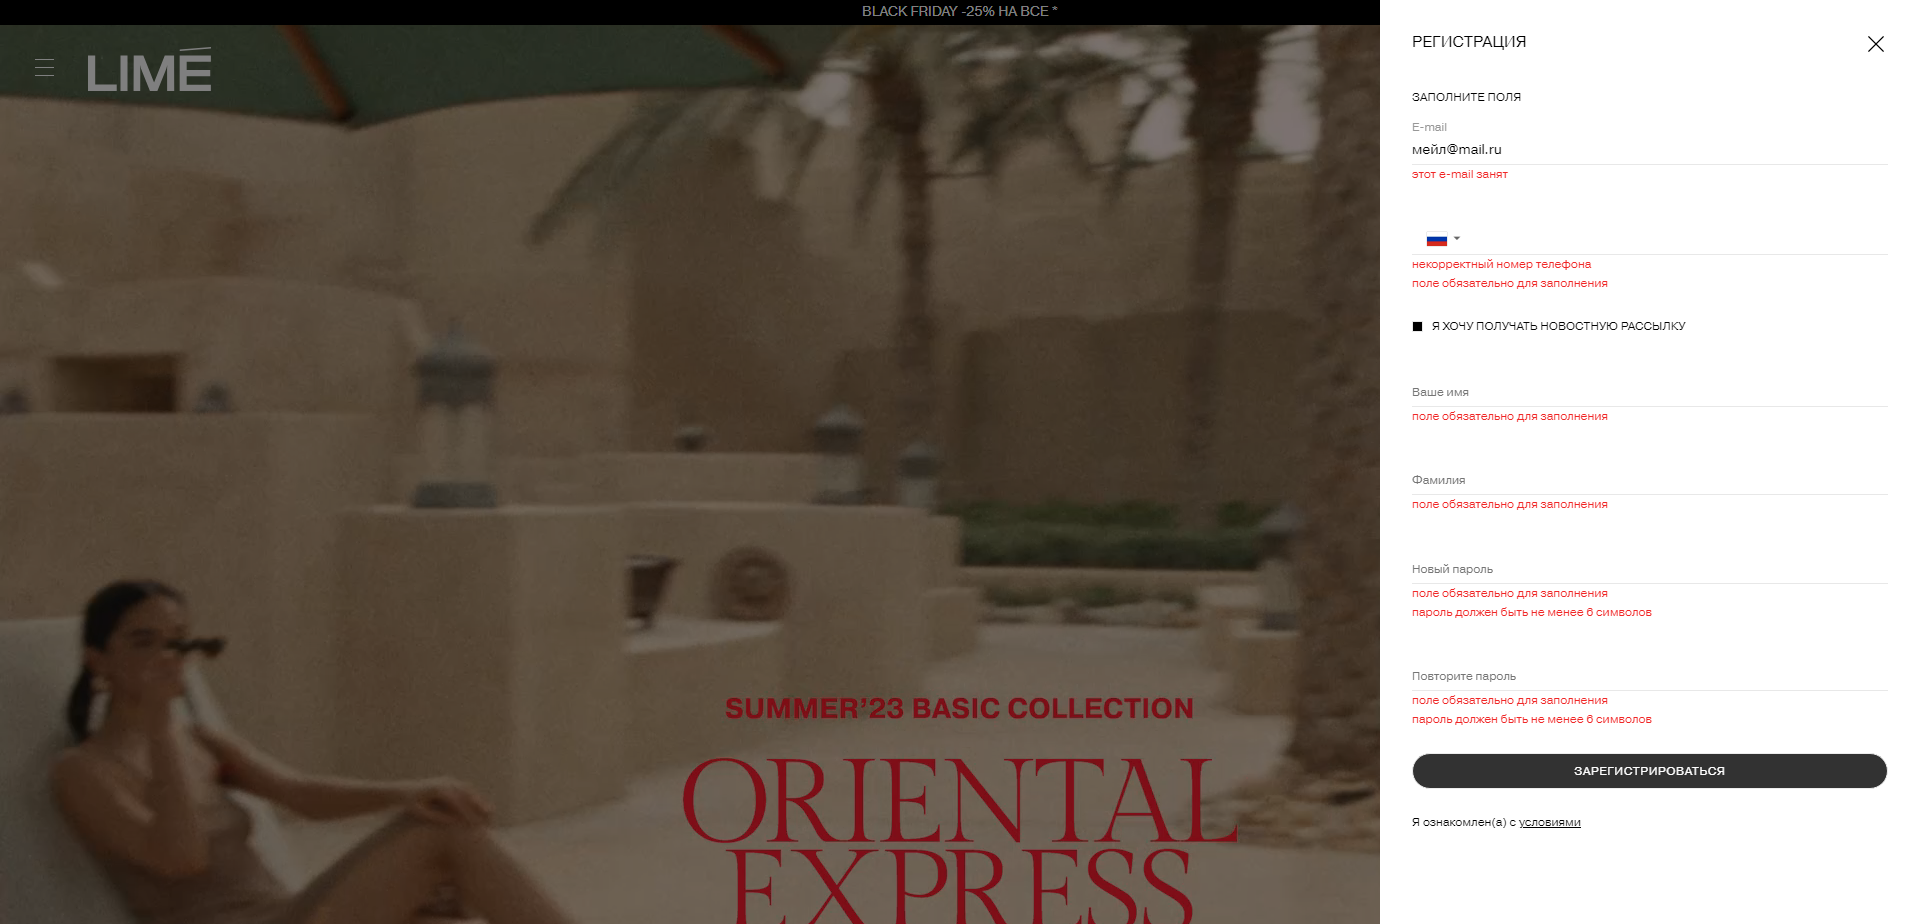 BLACK FRIDAY -25% НА ВСЕ *
LIMÉ
SUMMER'23 BASIC COLLECTION
ORIENTAL
EXPRESS
РЕГИСТРАЦИЯ
ЗАПОЛНИТЕ ПОЛЯ
E-mail
мейл@mail.ru
этот e-mail занят
некорректный номер телефона
поле обязательно для заполнения
Я ХОЧУ ПОЛУЧАТЬ НОВОСТНУЮ РАССЫЛКУ
Ваше имя
поле обязательно для заполнения
Фамилия
поле обязательно для заполнения
Новый пароль
поле обязательно для заполнения
пароль должен быть не менее 6 символов
Повторите пароль
поле обязательно для заполнения
пароль должен быть не менее 6 символов
ЗАРЕГИСТРИРОВАТЬСЯ
Я ознакомлен(а) с условиями